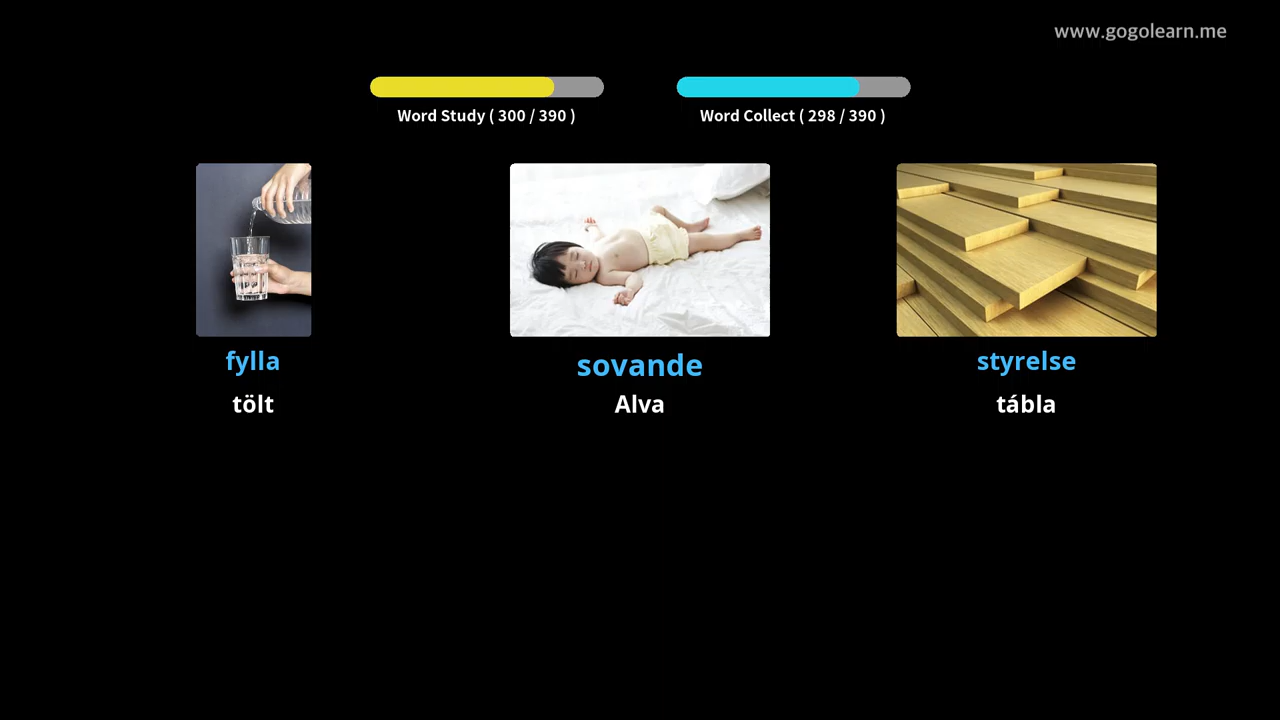 www.gogolearn.me
Word Study ( 300 / 390 )
Word Collect ( 298 / 390 )
fylla
tölt
sovande
Alva
styrelse
tábla